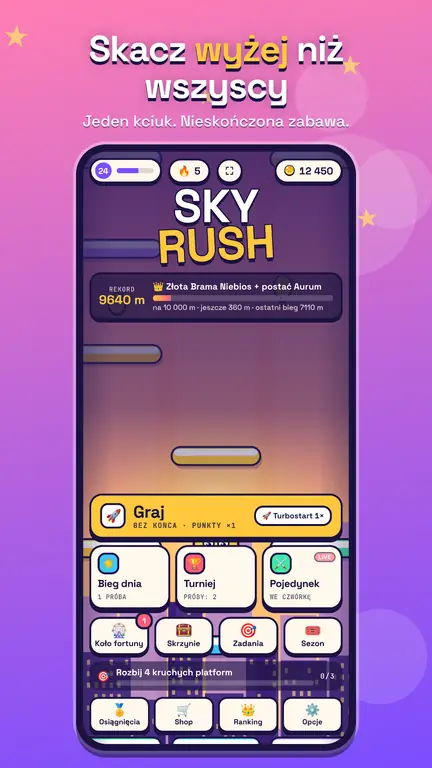 Skacz wyżej niż
wszyscy
Jeden kciuk. Nieskończona zabawa.
24
5
12 450
SKY
RUSH
REKORD
9640 m
Złota Brama Niebios + postać Aurum
na 10 000 m · jeszcze 360 m · ostatni bieg 7110 m
Graj
BEZ KOŃCA · PUNKTY ×1
Turbostart 1×
Bieg dnia
1 PRÓBA
Turniej
PRÓBY: 2
LIVE
Pojedynek
WE CZWÓRKĘ
1
Koło fortuny
Skrzynie
Zadania
Sezon
Rozbij 4 kruchych platform
0/3
Osiągnięcia
Shop
Ranking
Opcje